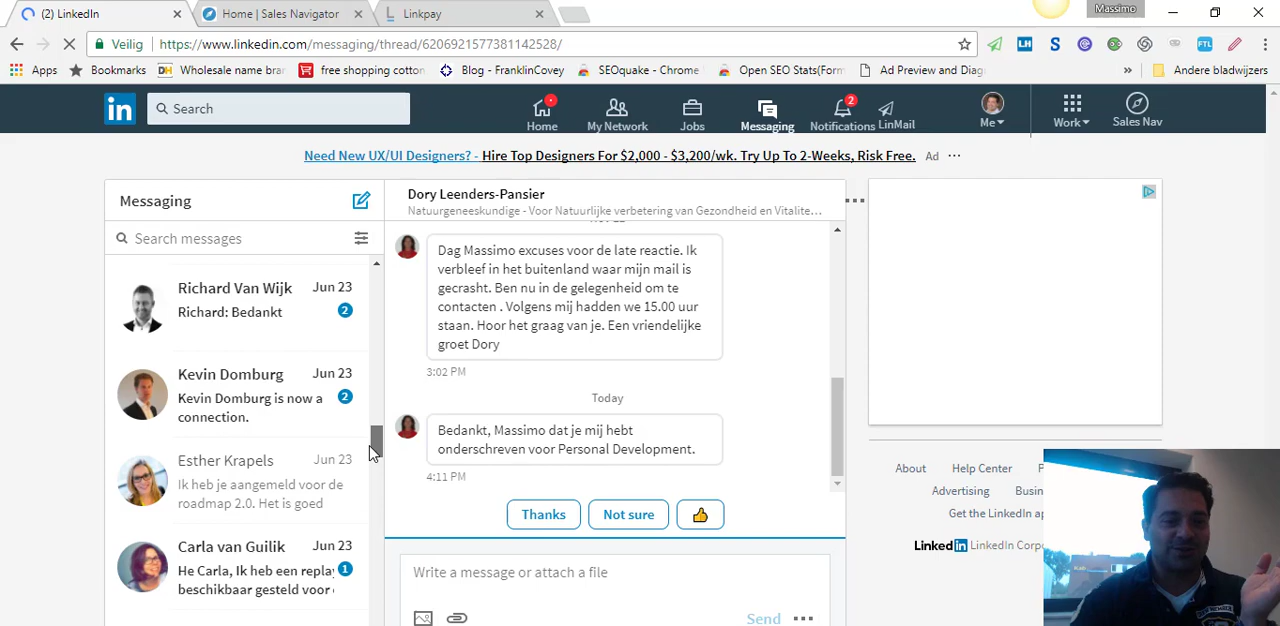 LinkedIn
Home | Sales Navigator
Linkpay
Massimo
Veilig
https://www.linkedin.com/messaging/thread/6206921577381142528/
Apps
Bookmarks
Wholesale name brar
free shopping cotton
Blog - FranklinCovey
SEOquake - Chrome
Open SEO Stats(Form
Ad Preview and Diag
Andere bladwijzers
in
Search
Home
My Network
Jobs
Messaging
2
Notifications
LinMail
Me
Work
Sales Nav
Need New UX/UI Designers? - Hire Top Designers For $2,000 - $3,200/wk. Try Up To 2-Weeks, Risk Free.
Ad
Messaging
Search messages
Richard Van Wijk
Jun 23
Richard: Bedankt
2
Kevin Domburg
Jun 23
Kevin Domburg is now a
connection.
2
Esther Krapels
Jun 23
Ik heb je aangemeld voor de
roadmap 2.0. Het is goed
Carla van Guilik
Jun 23
He Carla, Ik heb een replay
beschikbaar gesteld voor
1
Dory Leenders-Pansier
Natuurgeneeskundige - Voor Natuurlijke verbetering van Gezondheid en Vitalite...
Dag Massimo excuses voor de late reactie. Ik
verbleef in het buitenland waar mijn mail is
gecrasht. Ben nu in de gelegenheid om te
contacten . Volgens mij hadden we 15.00 uur
staan. Hoor het graag van je. Een vriendelijke
groet Dory
3:02 PM
Today
Bedankt, Massimo dat je mij hebt
onderschreven voor Personal Development.
4:11 PM
Thanks
Not sure
Write a message or attach a file
Send
About
Help Center
Advertising
Busin
Get the LinkedIn ap
LinkedIn
LinkedIn Corp